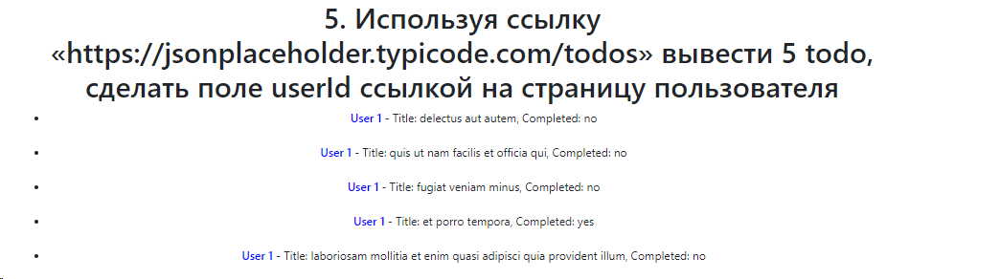 5. Используя ссылку
«https://jsonplaceholder.typicode.com/todos» вывести 5 todo,
сделать поле userId ссылкой на страницу пользователя
User 1 - Title: delectus aut autem, Completed: no
User 1 - Title: quis ut nam facilis et officia qui, Completed: no
User 1 - Title: fugiat veniam minus, Completed: no
User 1 - Title: et porro tempora, Completed: yes
User 1 - Title: laboriosam mollitia et enim quasi adipisci quia provident illum, Completed: no